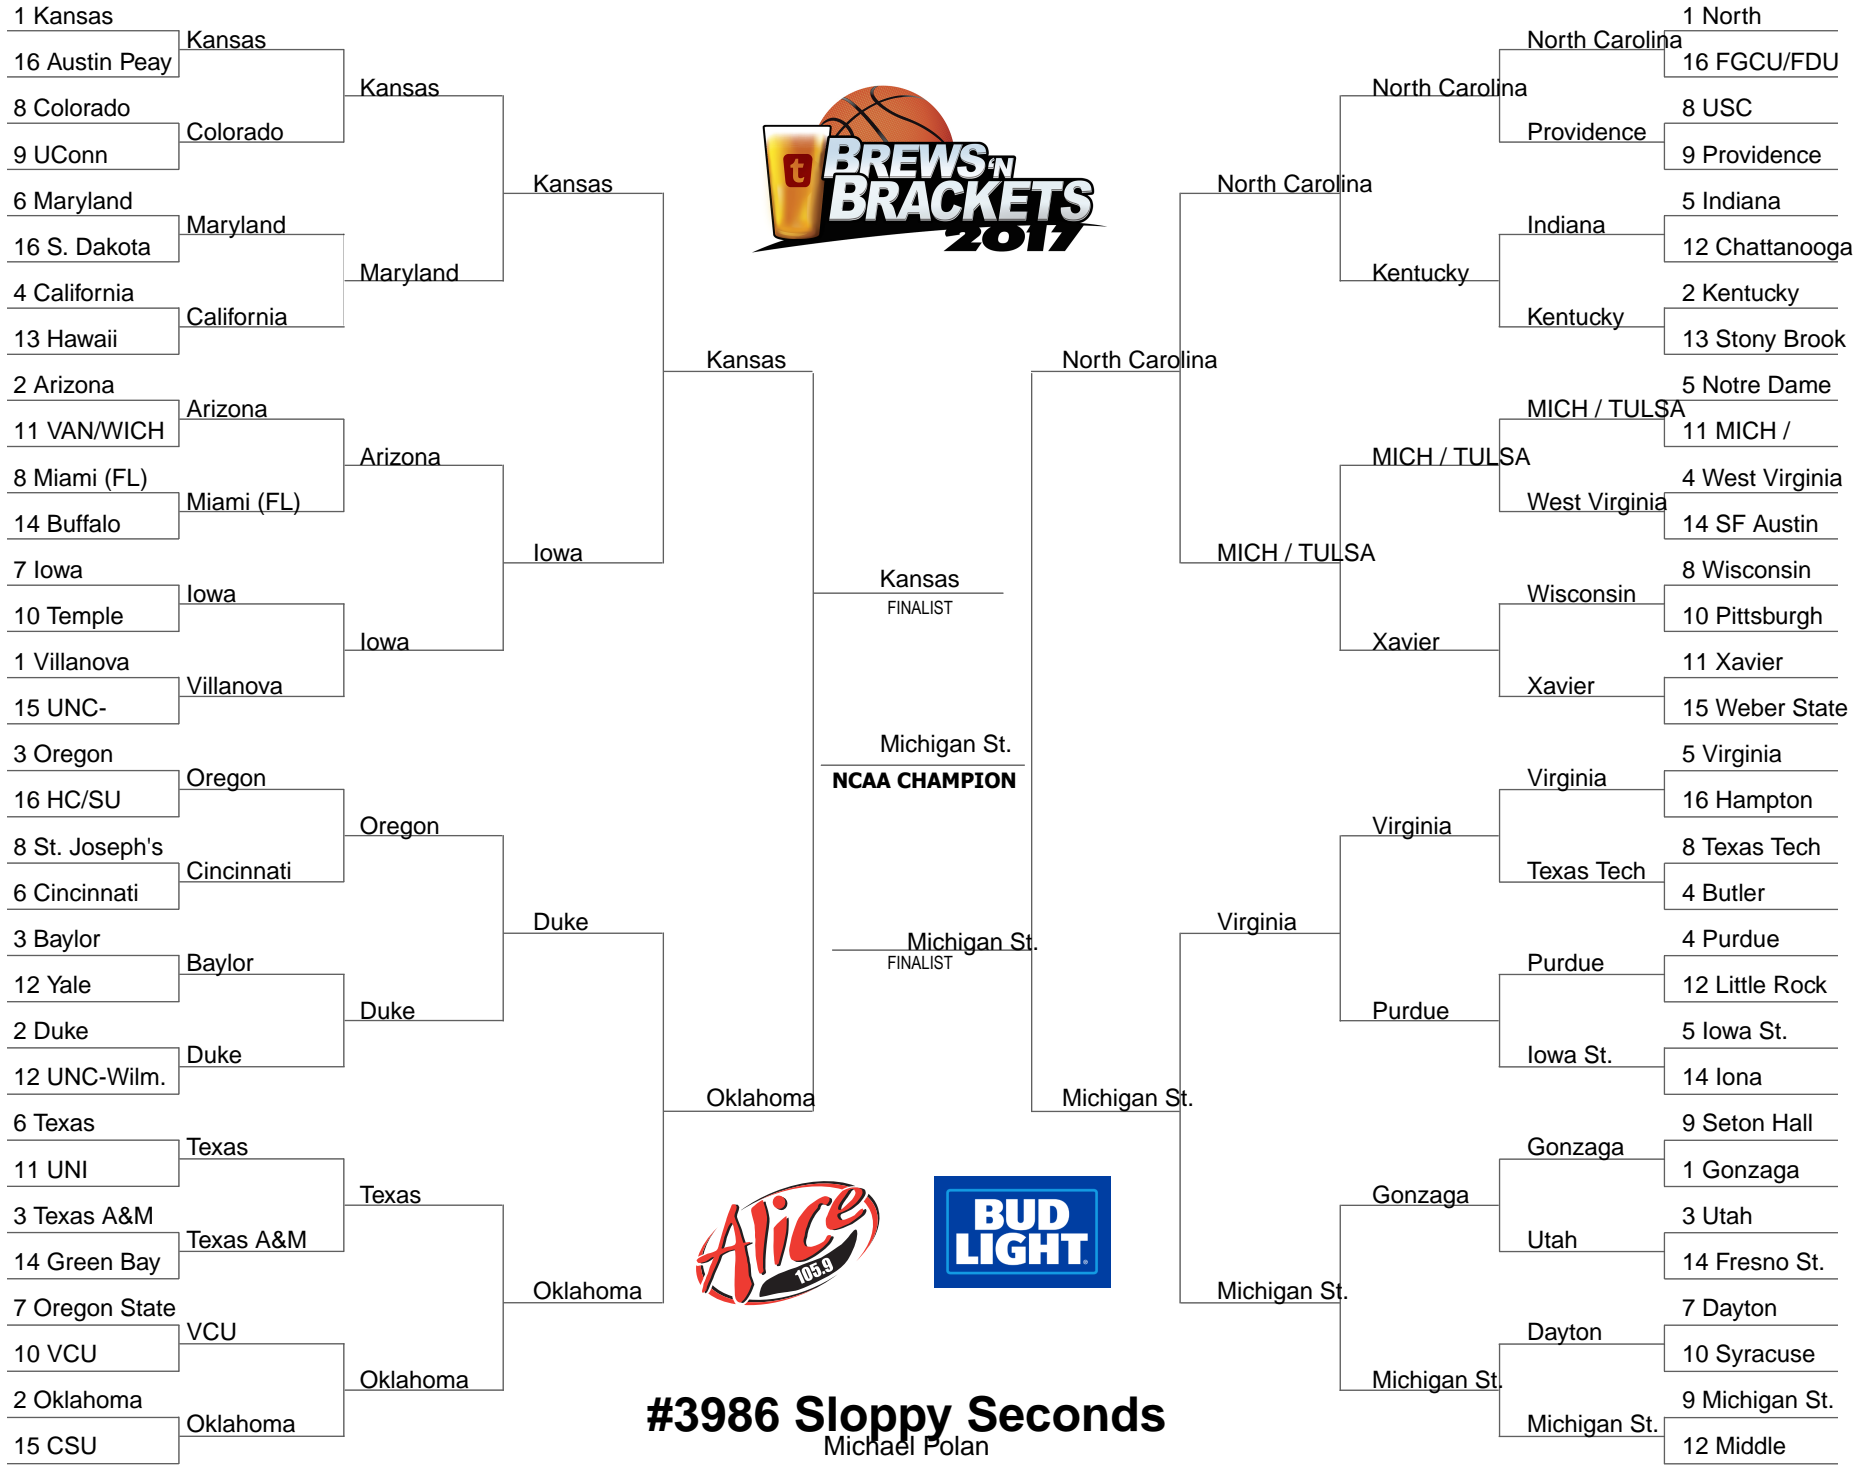 1 Kansas
16 Austin Peay
8 Colorado
9 UConn
6 Maryland
16 S. Dakota
4 California
13 Hawaii
2 Arizona
11 VAN/WICH
8 Miami (FL)
14 Buffalo
7 Iowa
10 Temple
1 Villanova
15 UNC-
3 Oregon
16 HC/SU
8 St. Joseph's
6 Cincinnati
3 Baylor
12 Yale
2 Duke
12 UNC-Wilm.
6 Texas
11 UNI
3 Texas A&M
14 Green Bay
7 Oregon State
10 VCU
2 Oklahoma
15 CSU
Kansas
Colorado
Maryland
California
Arizona
Miami (FL)
Iowa
Villanova
Oregon
Cincinnati
Baylor
Duke
Texas
Texas A&M
VCU
Oklahoma
Kansas
Maryland
Arizona
Iowa
Oregon
Duke
Texas
Oklahoma
Kansas
Iowa
Duke
Oklahoma
Kansas
Oklahoma
t
BREWS 'N
BRACKETS
2017
Kansas
FINALIST
Michigan St.
NCAA CHAMPION
Michigan St.
FINALIST
Alice
105.9
BUD
LIGHT
#3986 Sloppy Seconds
Michael Polan
North Carolina
Michigan St.
North Carolina
MICH / TULSA
Virginia
Michigan St.
North Carolina
Kentucky
MICH / TULSA
Xavier
Virginia
Purdue
Gonzaga
Michigan St.
North Carolina
Providence
Indiana
Kentucky
MICH / TULSA
West Virginia
Wisconsin
Xavier
Virginia
Texas Tech
Purdue
Iowa St.
Gonzaga
Utah
Dayton
Michigan St.
1 North
16 FGCU/FDU
8 USC
9 Providence
5 Indiana
12 Chattanooga
2 Kentucky
13 Stony Brook
5 Notre Dame
11 MICH /
4 West Virginia
14 SF Austin
8 Wisconsin
10 Pittsburgh
11 Xavier
15 Weber State
5 Virginia
16 Hampton
8 Texas Tech
4 Butler
4 Purdue
12 Little Rock
5 Iowa St.
14 Iona
9 Seton Hall
1 Gonzaga
3 Utah
14 Fresno St.
7 Dayton
10 Syracuse
9 Michigan St.
12 Middle